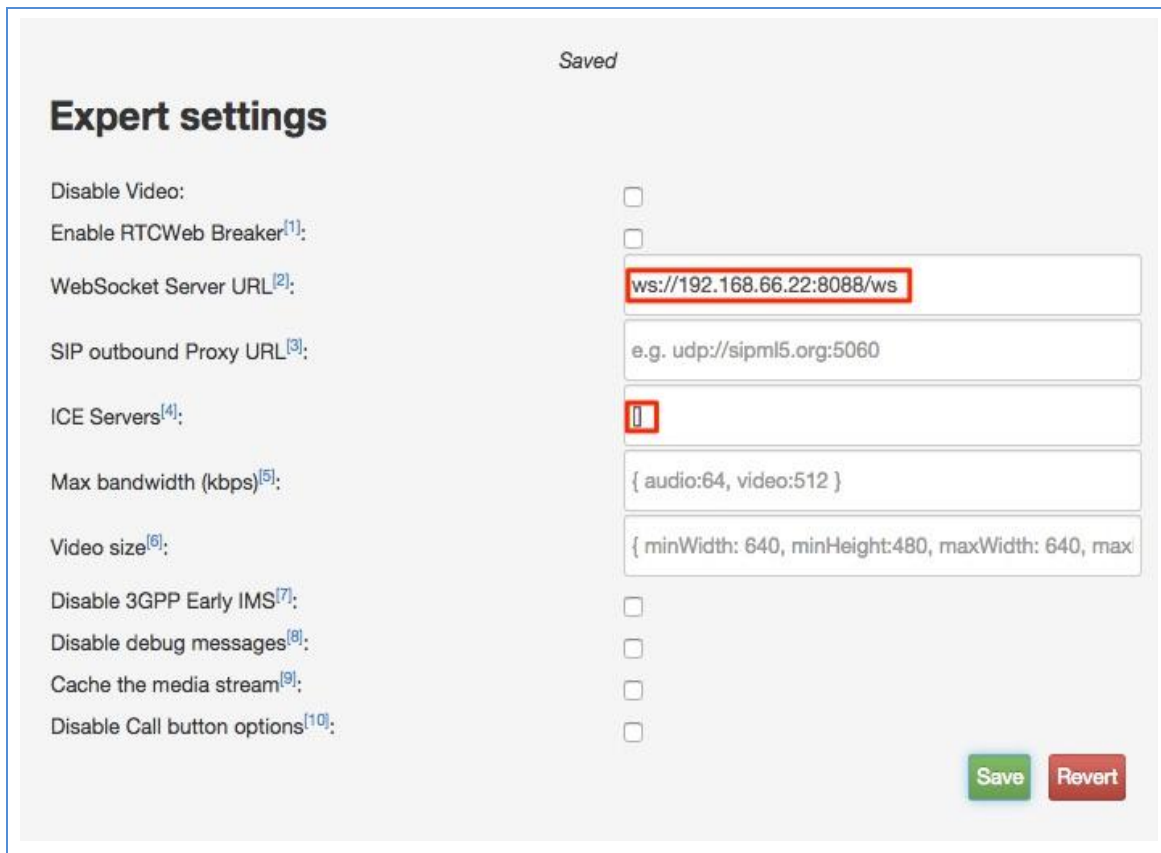 Saved
Expert settings
Disable Video:
Enable RTCWeb Breaker[1]:
WebSocket Server URL[2]: ws://192.168.66.22:8088/ws
SIP outbound Proxy URL[3]: e.g. udp://sipml5.org:5060
ICE Servers[4]: []
Max bandwidth (kbps)[5]: { audio:64, video:512 }
Video size[6]: { minWidth: 640, minHeight:480, maxWidth: 640, max
Disable 3GPP Early IMS[7]:
Disable debug messages[8]:
Cache the media stream[9]:
Disable Call button options[10]:
Save Revert